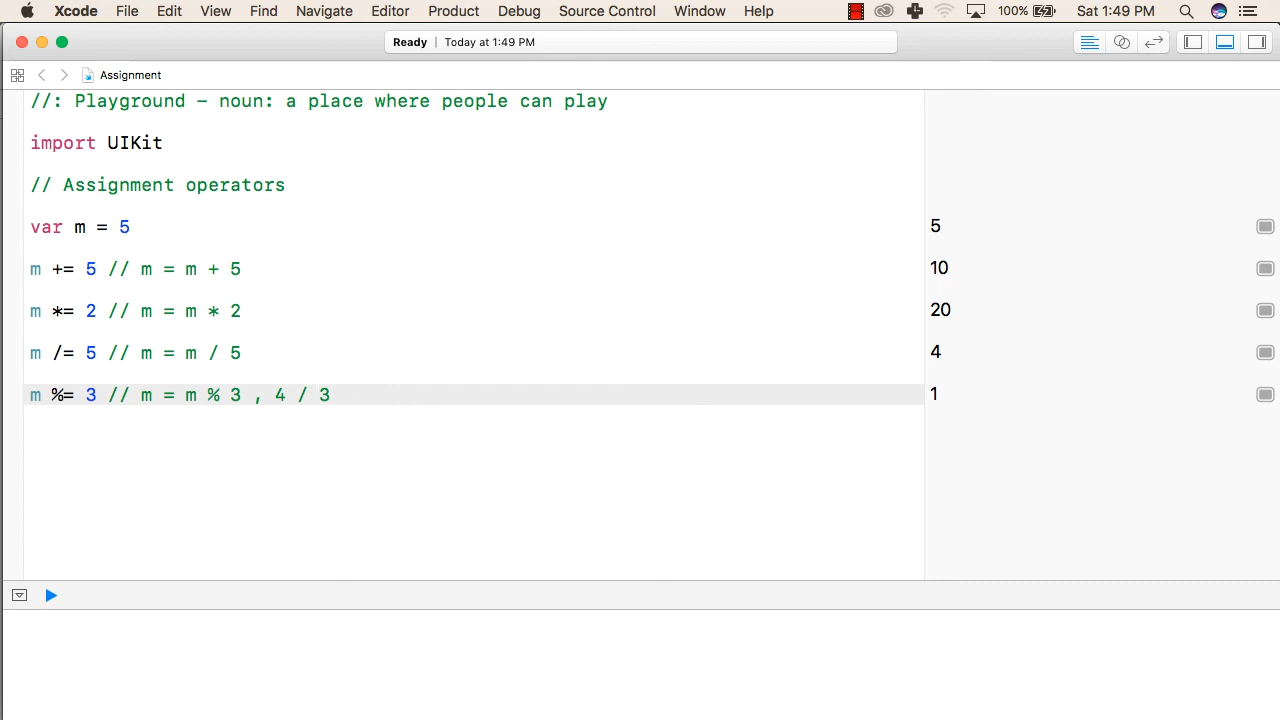 Xcode File Edit View Find Navigate Editor Product Debug Source Control Window Help 100% Sat 1:49 PM
Ready | Today at 1:49 PM
Assignment
//: Playground - noun: a place where people can play
import UIKit
// Assignment operators
var m = 5 5
m += 5 // m = m + 5 10
m *= 2 // m = m * 2 20
m /= 5 // m = m / 5 4
m %= 3 // m = m % 3 , 4 / 3 1